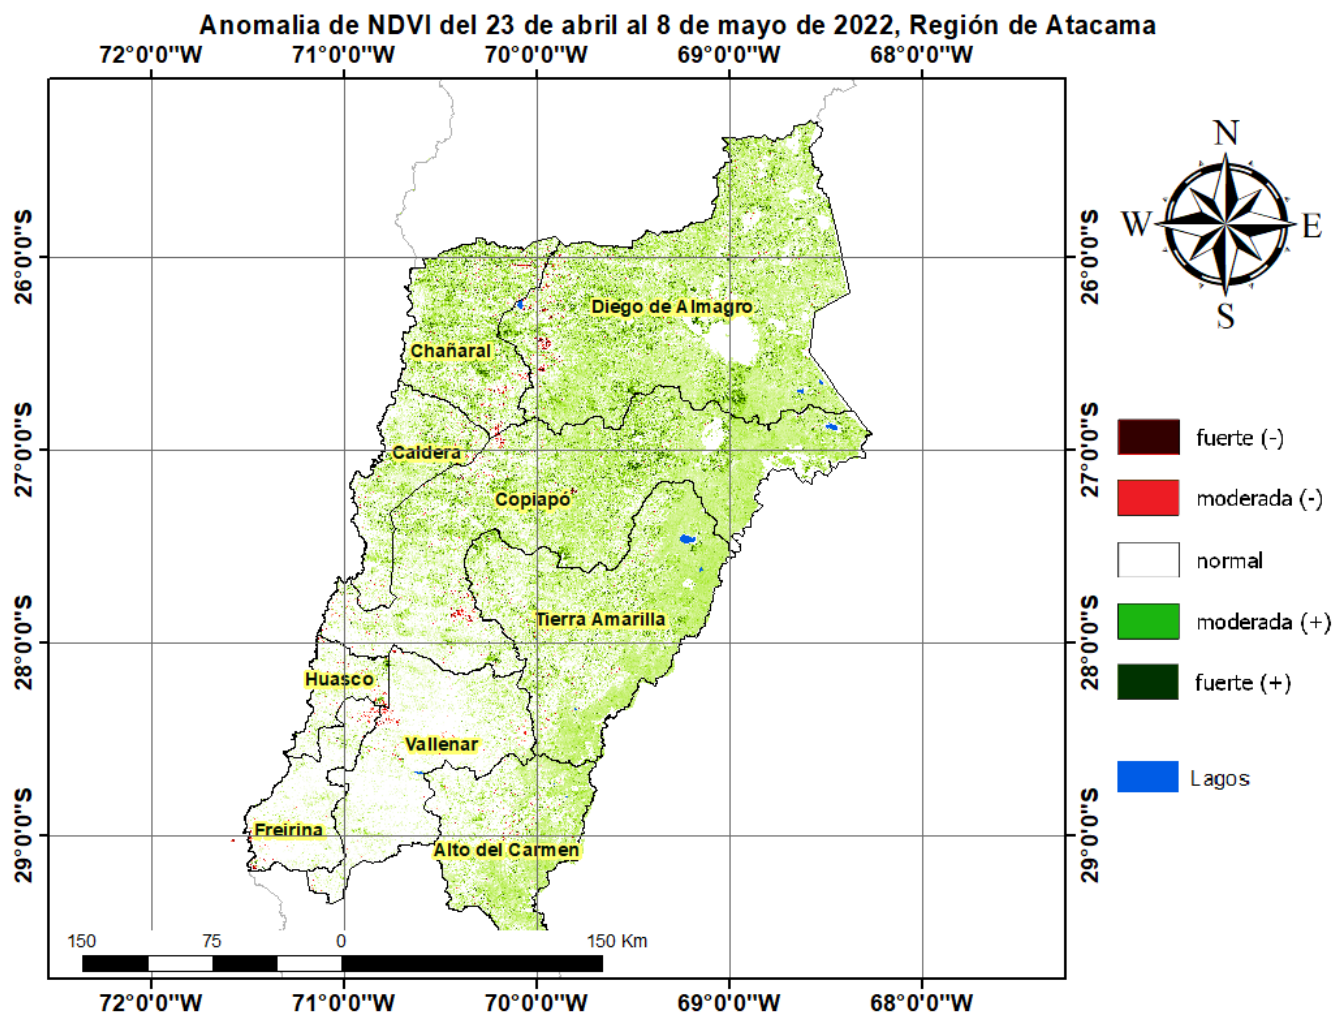 Anomalia de NDVI del 23 de abril al 8 de mayo de 2022, Región de Atacama
72°0'0"W 71°0'0"W 70°0'0"W 69°0'0"W 68°0'0"W
N
W E
S
26°0'0"S 26°0'0"S
Diego de Almagro
Chañaral
27°0'0"S 27°0'0"S
Caldera
Copiapó
fuerte (-)
moderada (-)
normal
moderada (+)
fuerte (+)
Lagos
Tierra Amarilla
28°0'0"S 28°0'0"S
Huasco
Vallenar
Freirina
29°0'0"S 29°0'0"S
Alto del Carmen
150 75 0 150 Km
72°0'0"W 71°0'0"W 70°0'0"W 69°0'0"W 68°0'0"W